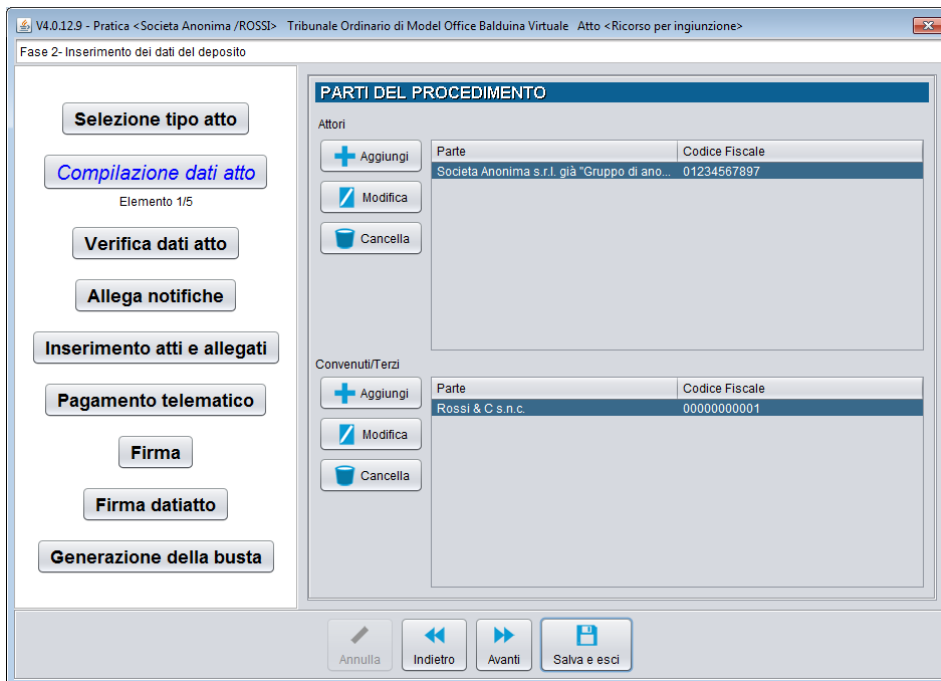 V4.0.12.9 - Pratica <Societa Anonima /ROSSI> Tribunale Ordinario di Model Office Balduina Virtuale Atto <Ricorso per ingiunzione>
Fase 2- Inserimento dei dati del deposito
Selezione tipo atto
Compilazione dati atto
Elemento 1/5
Verifica dati atto
Allega notifiche
Inserimento atti e allegati
Pagamento telematico
Firma
Firma datiatto
Generazione della busta
PARTI DEL PROCEDIMENTO
Attori
Aggiungi
Modifica
Cancella
Parte Codice Fiscale
Societa Anonima s.r.l. già "Gruppo di ano... 01234567897
Convenuti/Terzi
Aggiungi
Modifica
Cancella
Parte Codice Fiscale
Rossi & C s.n.c. 00000000001
Annulla Indietro Avanti Salva e esci